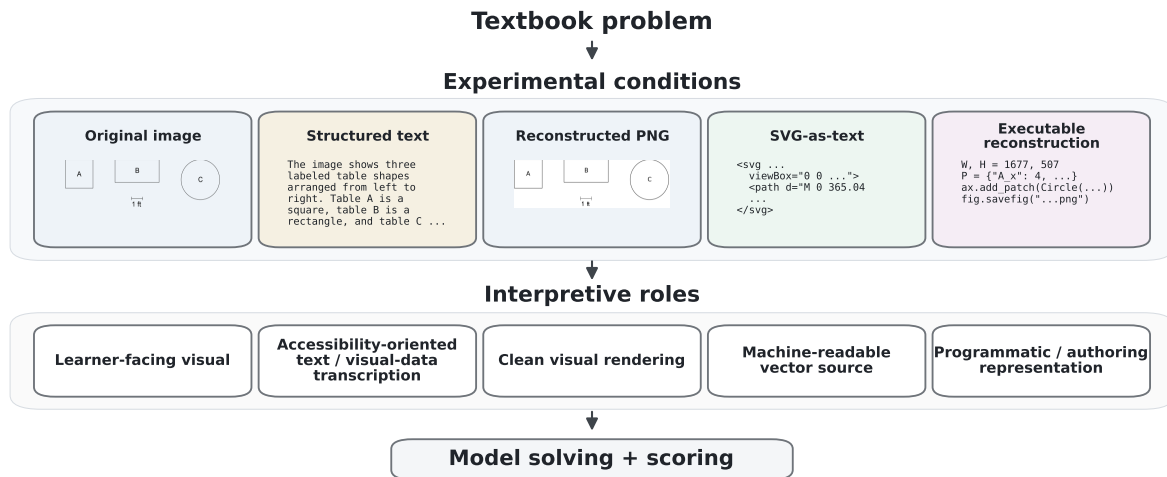 Textbook problem
Experimental conditions
Original image
A
B
C
1 ft
Structured text
The image shows three
labeled table shapes
arranged from left to
right. Table A is a
square, table B is a
rectangle, and table C ...
Reconstructed PNG
A
B
C
1 ft
SVG-as-text
<svg ...
viewBox="0 0 ...">
<path d="M 0 365.04
...
</svg>
Executable
reconstruction
W, H = 1677, 507
P = {"A_x": 4, ...}
ax.add_patch(Circle(...))
fig.savefig("...png")
Interpretive roles
Learner-facing visual
Accessibility-oriented
text / visual-data
transcription
Clean visual rendering
Machine-readable
vector source
Programmatic / authoring
representation
Model solving + scoring